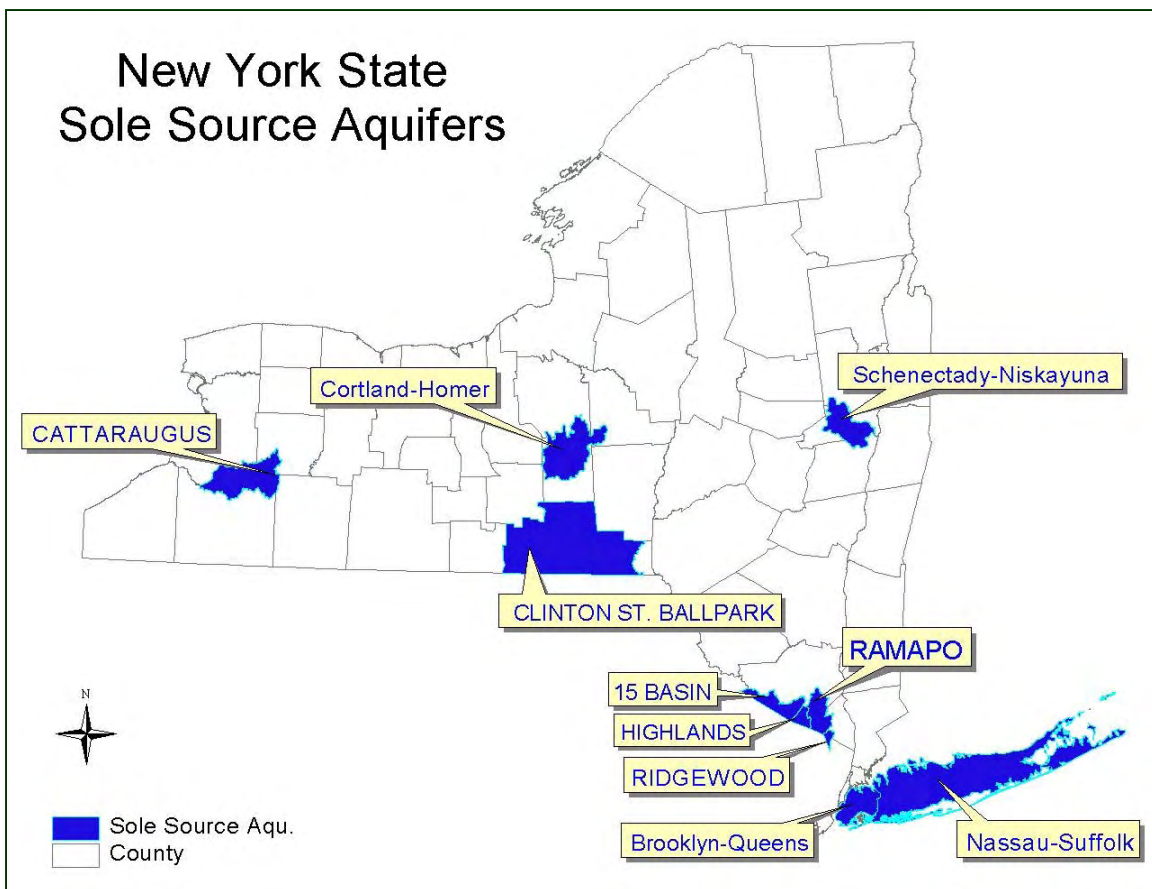 New York State
Sole Source Aquifers
Schenectady-Niskayuna
Cortland-Homer
CATTARAUGUS
CLINTON ST. BALLPARK
RAMAPO
15 BASIN
HIGHLANDS
RIDGEWOOD
Brooklyn-Queens
Nassau-Suffolk
N
Sole Source Aqu.
County